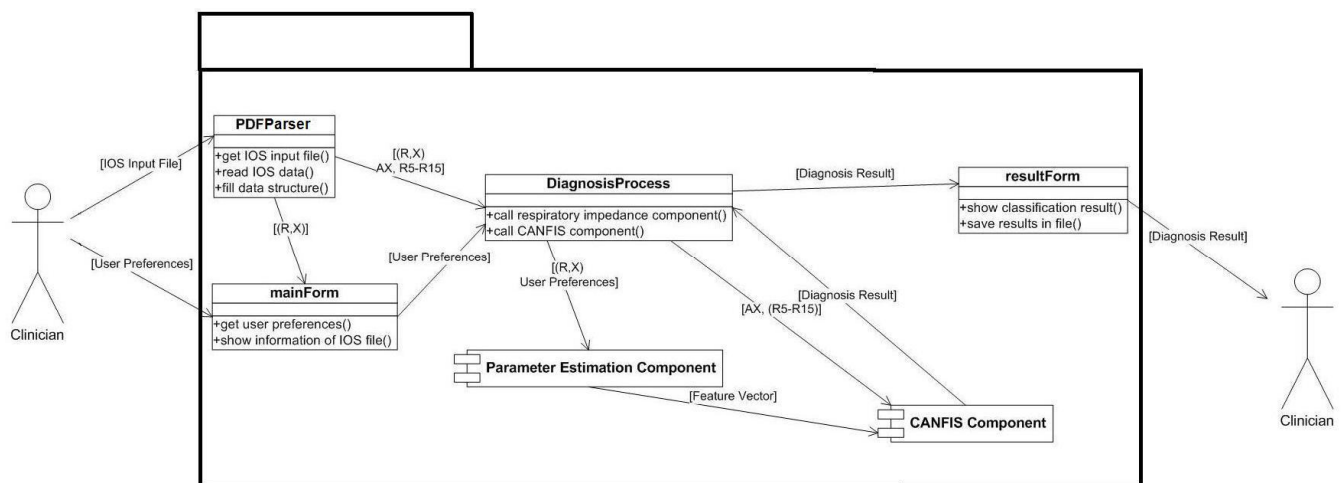 PDFParser
+get IOS input file()
+read IOS data()
+fill data structure()
[IOS Input File]
[(R,X)
AX, R5-R15]
[Diagnosis Result]
DiagnosisProcess
+call respiratory impedance component()
+call CANFIS component()
resultForm
+show classification result()
+save results in file()
[(R,X)]
[Diagnosis Result]
[User Preferences]
[User Preferences]
[(R,X)
User Preferences]
mainForm
+get user preferences()
+show information of IOS file()
[Diagnosis Result]
[AX, (R5-R15)]
Clinician
Parameter Estimation Component
[Feature Vector]
CANFIS Component
Clinician